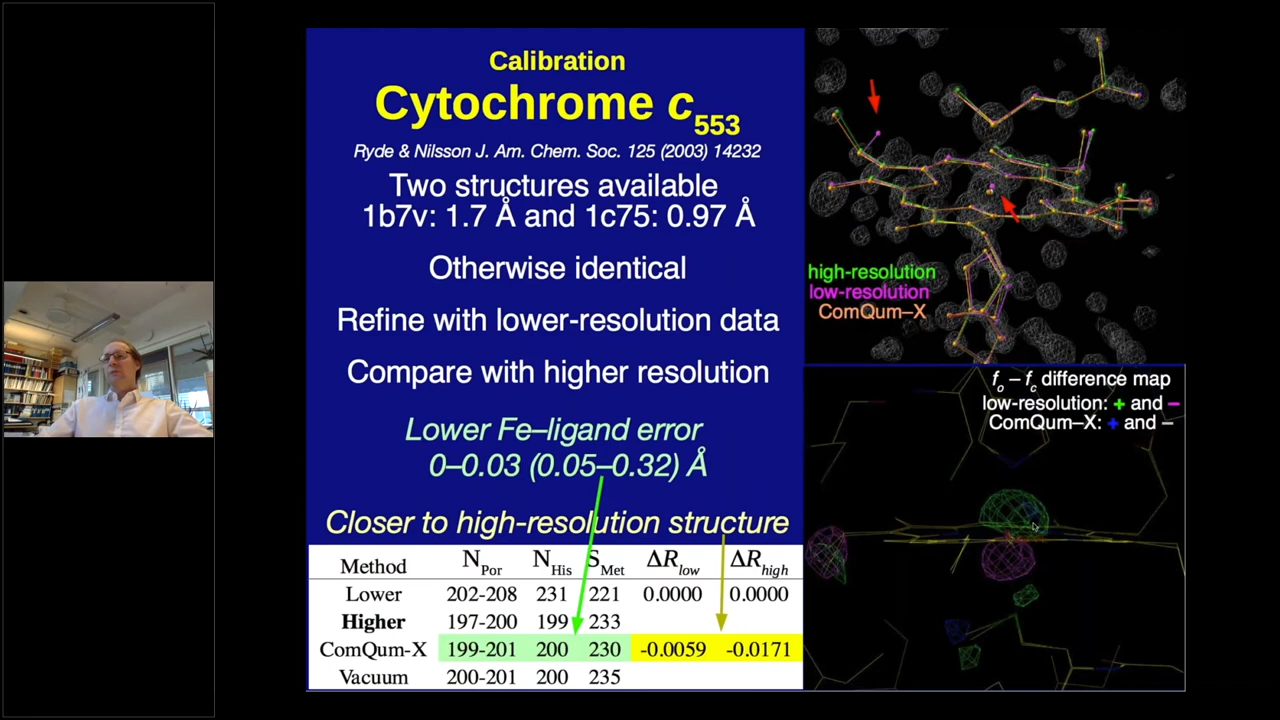 Calibration
Cytochrome c553
Ryde & Nilsson J. Am. Chem. Soc. 125 (2003) 14232
Two structures available
1b7v: 1.7 Å and 1c75: 0.97 Å
Otherwise identical
Refine with lower-resolution data
Compare with higher resolution
Lower Fe–ligand error
0–0.03 (0.05–0.32) Å
Closer to high-resolution structure
Method NPor NHis SMet ΔRlow ΔRhigh
Lower 202-208 231 221 0.0000 0.0000
Higher 197-200 199 233
ComQum-X 199-201 200 230 -0.0059 -0.0171
Vacuum 200-201 200 235
high-resolution
low-resolution
ComQum–X
fo – fc difference map
low-resolution: + and –
ComQum–X: + and –